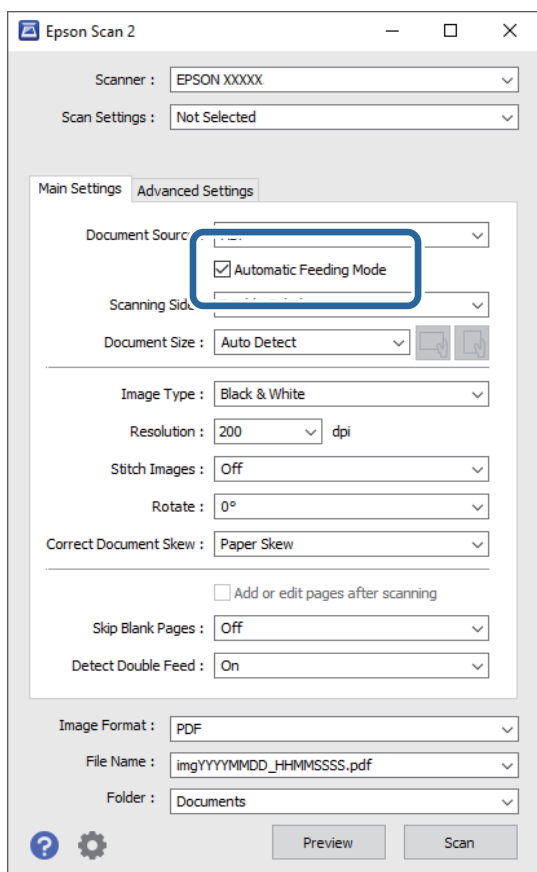 Epson Scan 2
Scanner : EPSON XXXXX
Scan Settings : Not Selected
Main Settings Advanced Settings
Document
Automatic Feeding Mode
Scanning
Document Size : Auto Detect
Image Type : Black & White
Resolution : 200 dpi
Stitch Images : Off
Rotate : 0°
Correct Document Skew : Paper Skew
Add or edit pages after scanning
Skip Blank Pages : Off
Detect Double Feed : On
Image Format : PDF
File Name : imgYYYYMMDD_HHMMSSSS.pdf
Folder : Documents
? Preview Scan